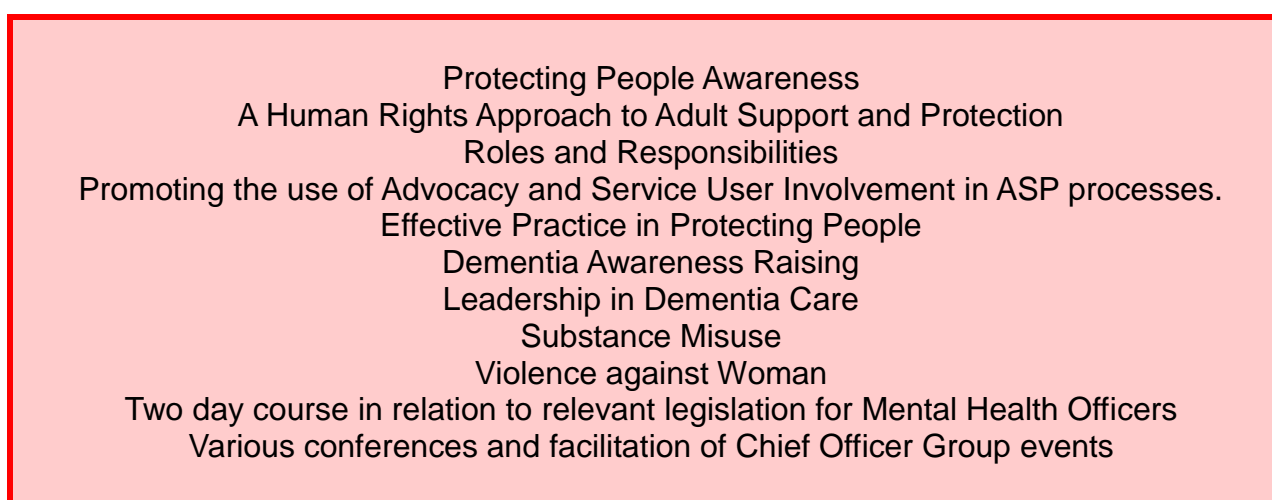 Protecting People Awareness
A Human Rights Approach to Adult Support and Protection
Roles and Responsibilities
Promoting the use of Advocacy and Service User Involvement in ASP processes.
Effective Practice in Protecting People
Dementia Awareness Raising
Leadership in Dementia Care
Substance Misuse
Violence against Woman
Two day course in relation to relevant legislation for Mental Health Officers
Various conferences and facilitation of Chief Officer Group events